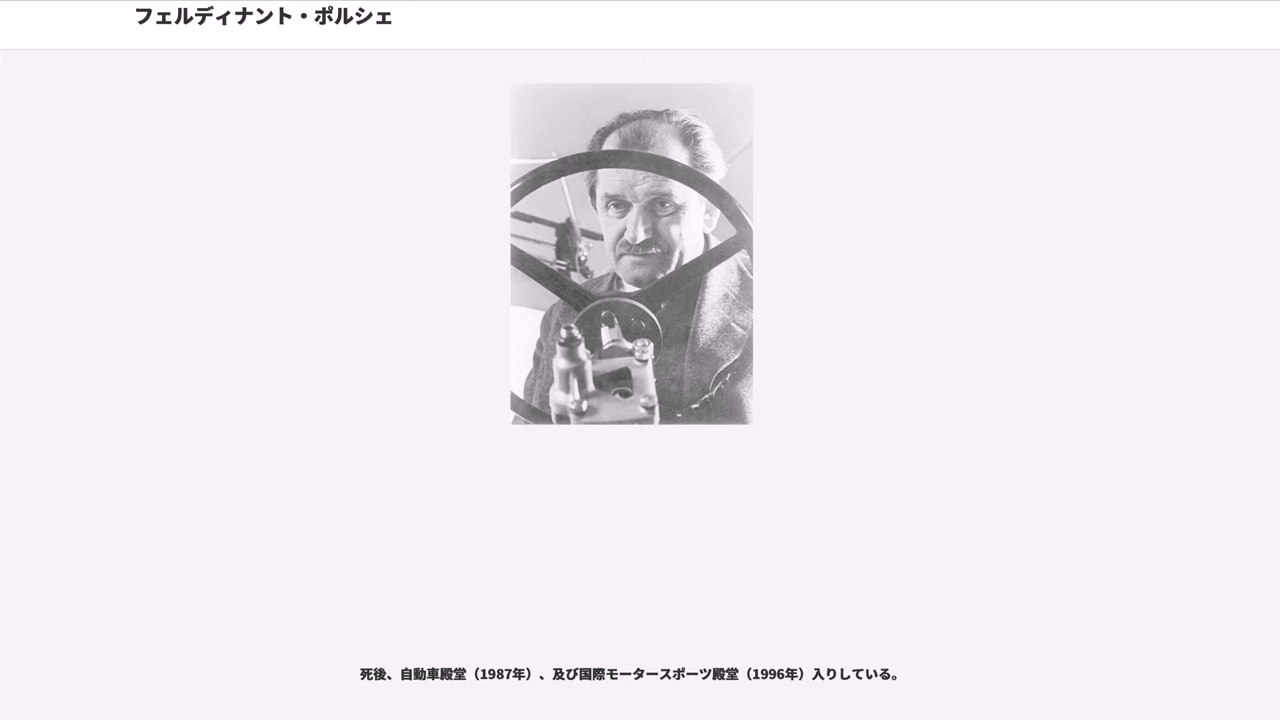 フェルディナント・ポルシェ
死後、自動車殿堂（1987年）、及び国際モータースポーツ殿堂（1996年）入りしている。